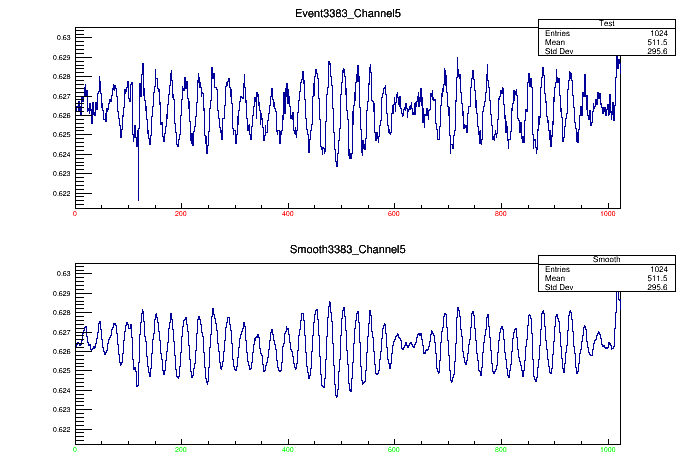 Event3383_Channel5
Test
Entries 1024
Mean 511.5
Std Dev 295.6
0.63
0.629
0.628
0.627
0.626
0.625
0.624
0.623
0.622
0 200 400 600 800 1000
Smooth3383_Channel5
Smooth
Entries 1024
Mean 511.5
Std Dev 295.6
0.63
0.629
0.628
0.627
0.626
0.625
0.624
0.623
0.622
0 200 400 600 800 1000